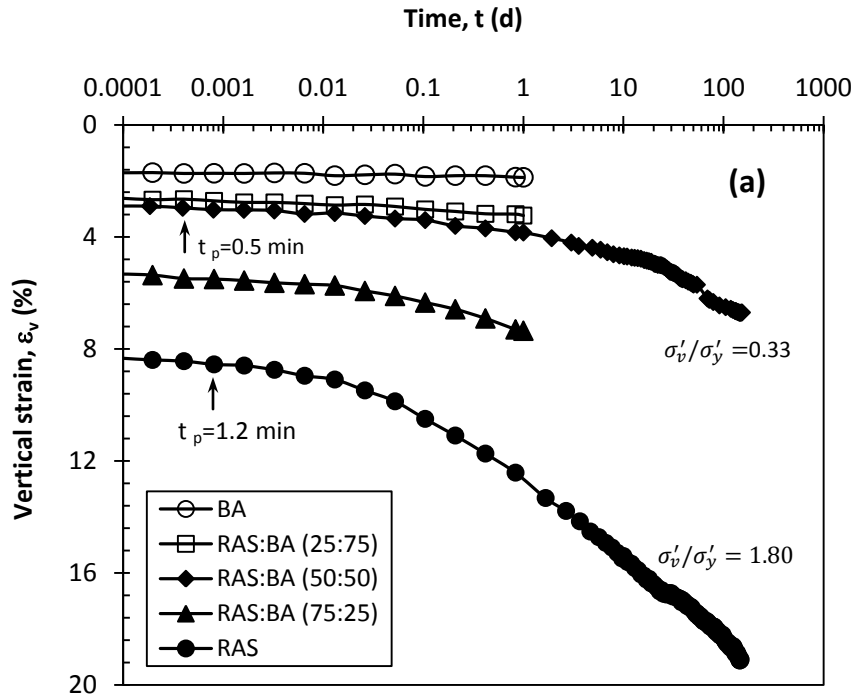 Time, t (d)
0.0001 0.001 0.01 0.1 1 10 100 1000
0
4
8
12
16
20
Vertical strain, εv (%)
(a)
t p=0.5 min
σ′v/σ′y =0.33
t p=1.2 min
σ′v/σ′y = 1.80
BA
RAS:BA (25:75)
RAS:BA (50:50)
RAS:BA (75:25)
RAS